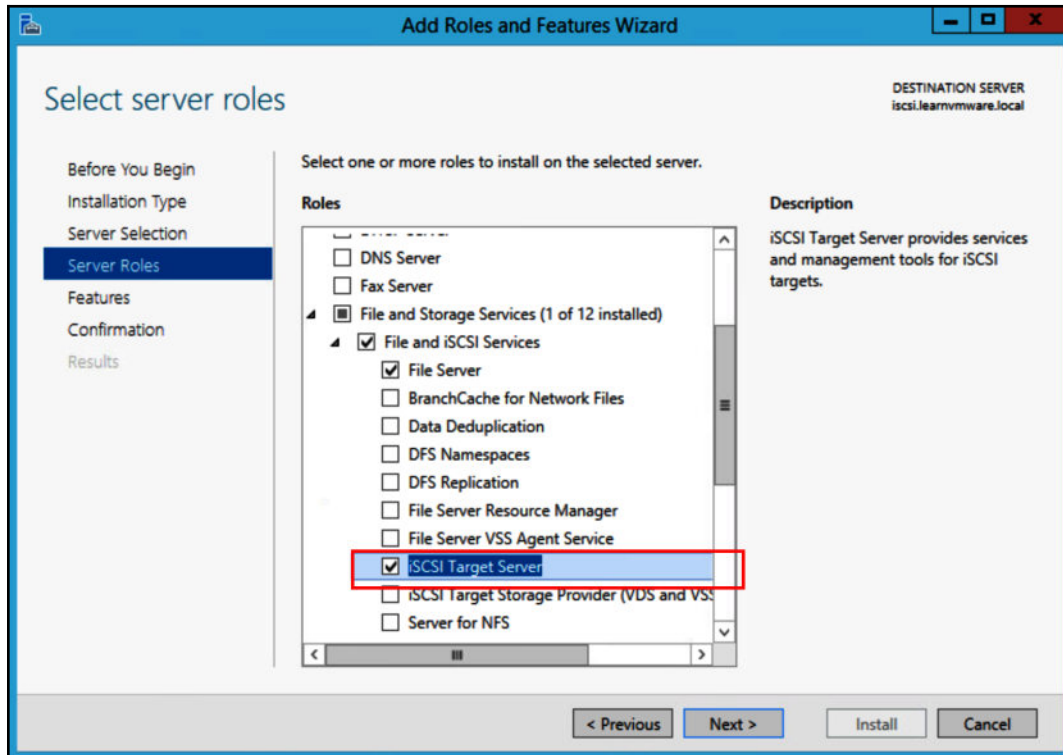 Add Roles and Features Wizard
Select server roles
DESTINATION SERVER
iscsi.learnvmware.local
Before You Begin
Installation Type
Server Selection
Server Roles
Features
Confirmation
Results
Select one or more roles to install on the selected server.
Roles
DNS Server
Fax Server
File and Storage Services (1 of 12 installed)
File and iSCSI Services
File Server
BranchCache for Network Files
Data Deduplication
DFS Namespaces
DFS Replication
File Server Resource Manager
File Server VSS Agent Service
iSCSI Target Server
iSCSI Target Storage Provider (VDS and VSS
Server for NFS
Description
iSCSI Target Server provides services
and management tools for iSCSI
targets.
< Previous
Next >
Install
Cancel